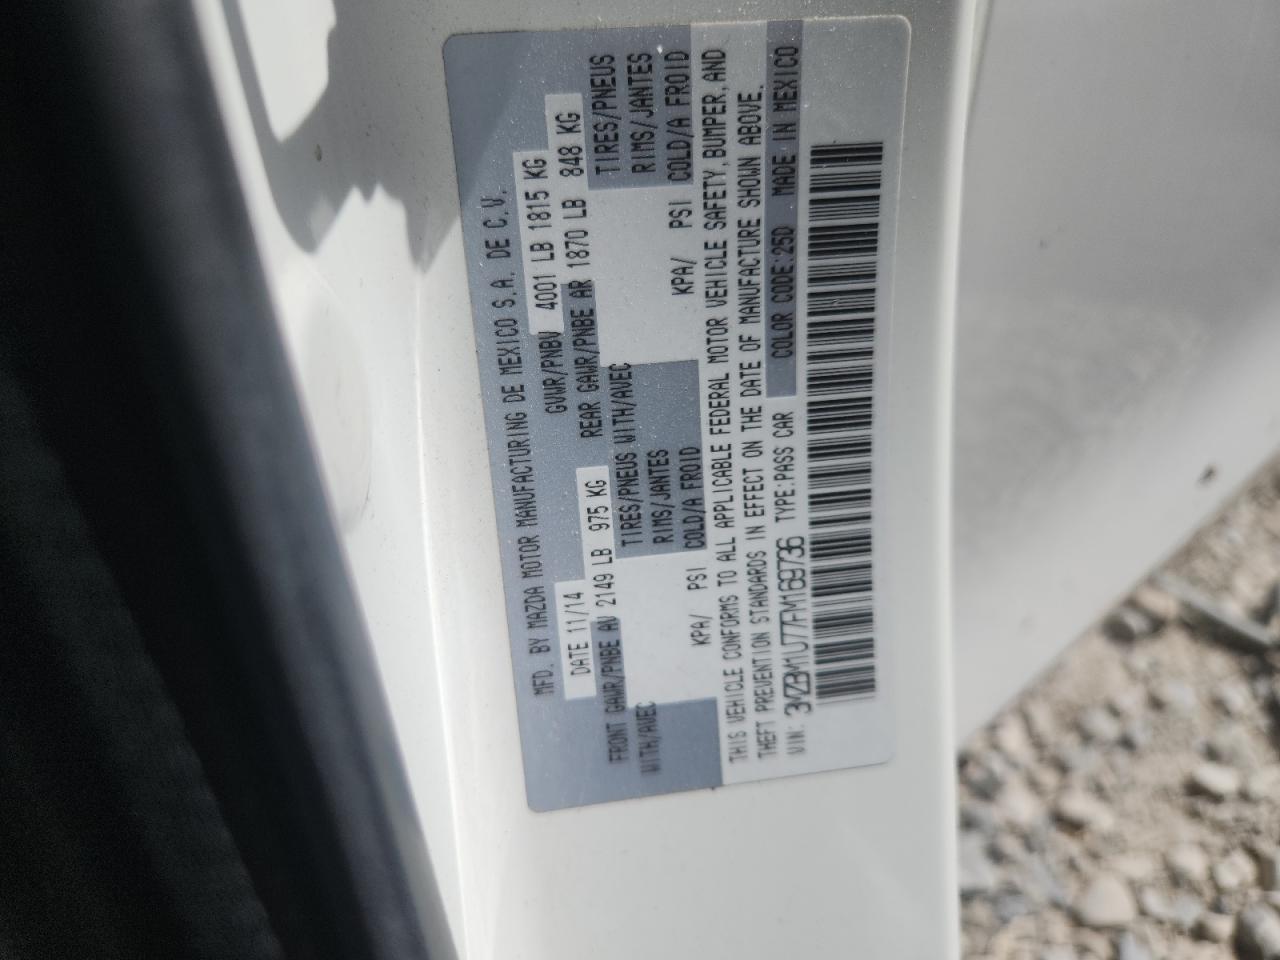 MFD. BY MAZDA MOTOR MANUFACTURING DE MEXICO S.A. DE C.V.
DATE 11/14 GVWR/PNBV 4001 LB 1815 KG
FRONT GAWR/PNBE AV 2149 LB 975 KG REAR GAWR/PNBE AR 1870 LB 848 KG
WITH/AVEC TIRES/PNEUS WITH/AVEC TIRES/PNEUS
RIMS/JANTES RIMS/JANTES
KPA/ PSI COLD/A FROID KPA/ PSI COLD/A FROID
THIS VEHICLE CONFORMS TO ALL APPLICABLE FEDERAL MOTOR VEHICLE SAFETY, BUMPER, AND
THEFT PREVENTION STANDARDS IN EFFECT ON THE DATE OF MANUFACTURE SHOWN ABOVE.
VIN: 3MZBM1U77FM169736 TYPE:PASS CAR COLOR CODE:25D MADE IN MEXICO